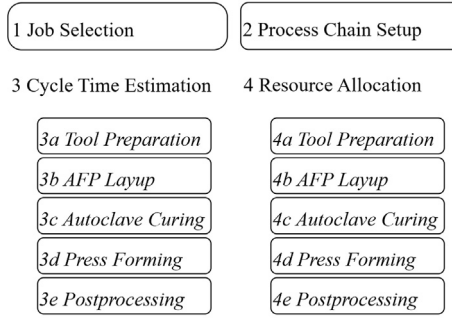 1 Job Selection
2 Process Chain Setup
3 Cycle Time Estimation
3a Tool Preparation
3b AFP Layup
3c Autoclave Curing
3d Press Forming
3e Postprocessing
4 Resource Allocation
4a Tool Preparation
4b AFP Layup
4c Autoclave Curing
4d Press Forming
4e Postprocessing